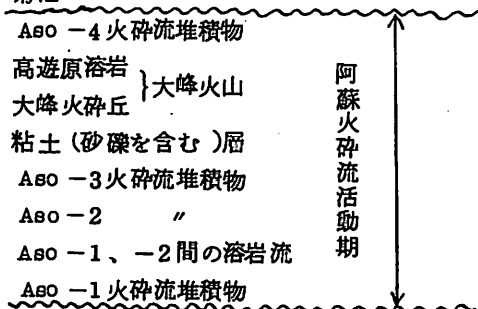 Aso －4火砕流堆積物
高遊原溶岩
大峰火砕丘
}大峰火山
粘土(砂礫を含む)層
Aso －3火砕流堆積物
Aso －2 〃
Aso －1、－2間の溶岩流
Aso －1火砕流堆積物
阿蘇火砕流活動期